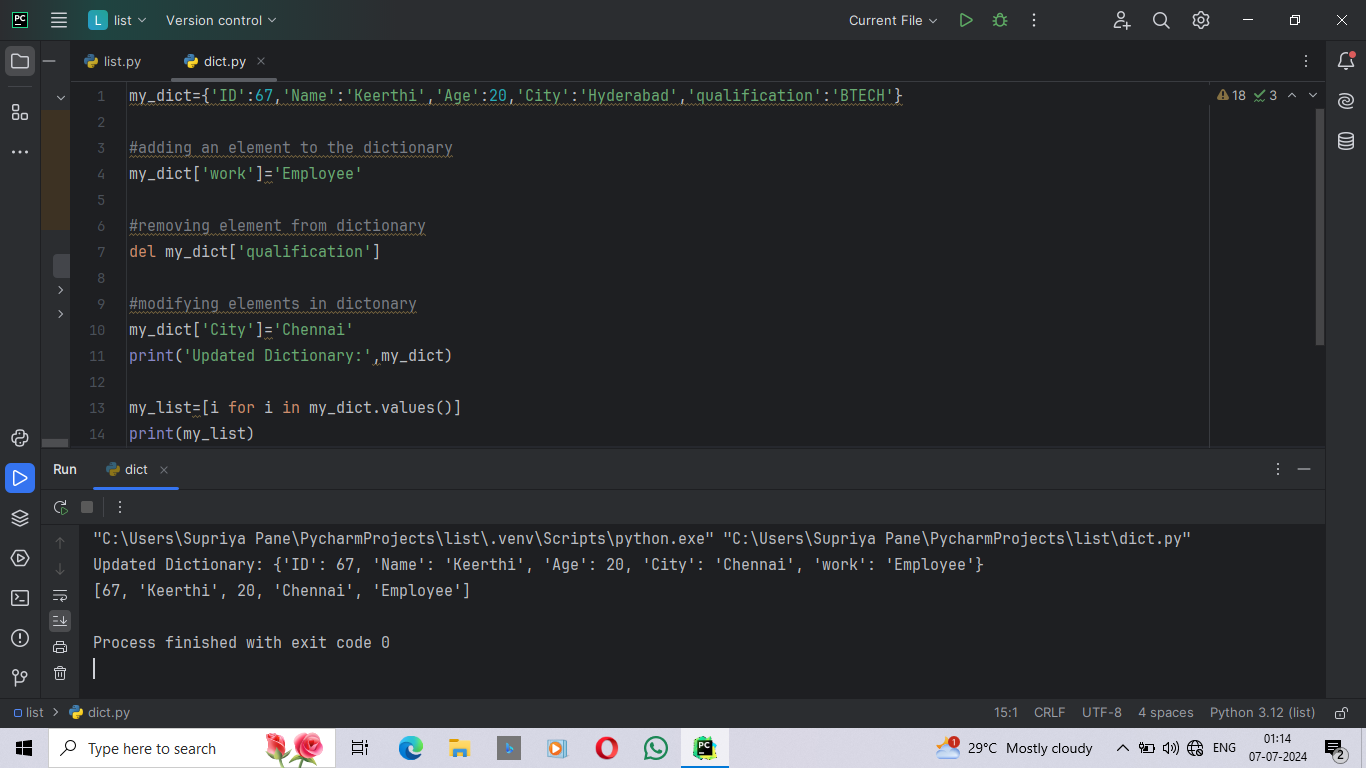 PC L list Version control Current File
list.py dict.py
1 my_dict={'ID':67,'Name':'Keerthi','Age':20,'City':'Hyderabad','qualification':'BTECH'} 18 3
2
3 #adding an element to the dictionary
4 my_dict['work']='Employee'
5
6 #removing element from dictionary
7 del my_dict['qualification']
8
9 #modifying elements in dictonary
10 my_dict['City']='Chennai'
11 print('Updated Dictionary:',my_dict)
12
13 my_list=[i for i in my_dict.values()]
14 print(my_list)
Run dict
"C:\Users\Supriya Pane\PycharmProjects\list\.venv\Scripts\python.exe" "C:\Users\Supriya Pane\PycharmProjects\list\dict.py"
Updated Dictionary: {'ID': 67, 'Name': 'Keerthi', 'Age': 20, 'City': 'Chennai', 'work': 'Employee'}
[67, 'Keerthi', 20, 'Chennai', 'Employee']
Process finished with exit code 0
list dict.py 15:1 CRLF UTF-8 4 spaces Python 3.12 (list)
Type here to search PC 1 29°C Mostly cloudy ENG 01:14
07-07-2024 2